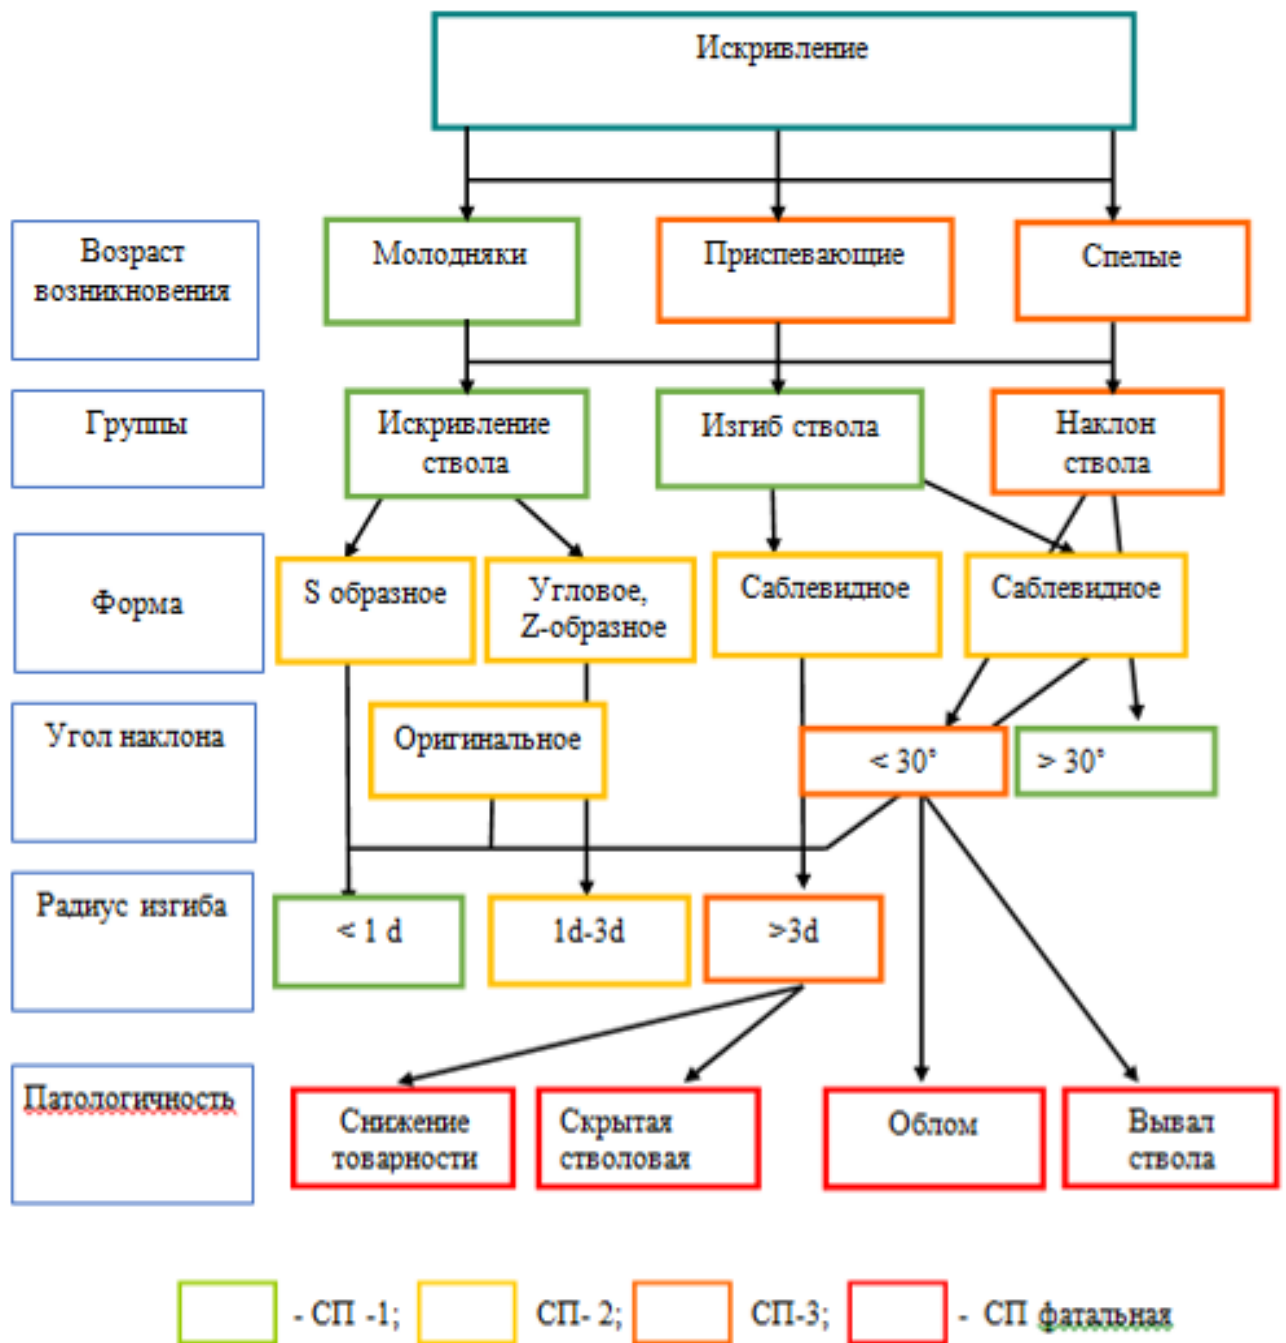 Искривление
Возраст
возникновения
Молодняки
Приспевающие
Спелые
Группы
Искривление
ствола
Изгиб ствола
Наклон
ствола
Форма
S образное
Угловое,
Z-образное
Саблевидное
Саблевидное
Угол наклона
Оригинальное
< 30°
> 30°
Радиус изгиба
< 1 d
1d-3d
>3d
Патологичность
Снижение
товарности
Скрытая
стволовая
Облом
Вывал
ствола
- СП -1; СП- 2; СП-3; - СП фатальная